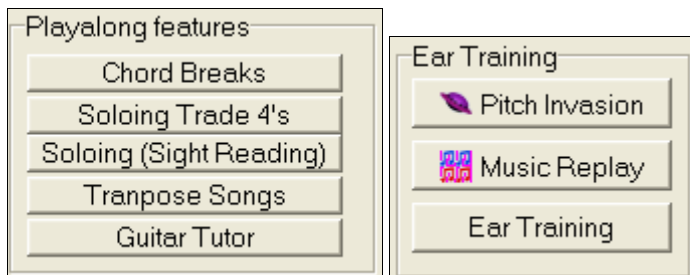 Playalong features
Chord Breaks
Soloing Trade 4's
Soloing (Sight Reading)
Tranpose Songs
Guitar Tutor
Ear Training
Pitch Invasion
Music Replay
Ear Training